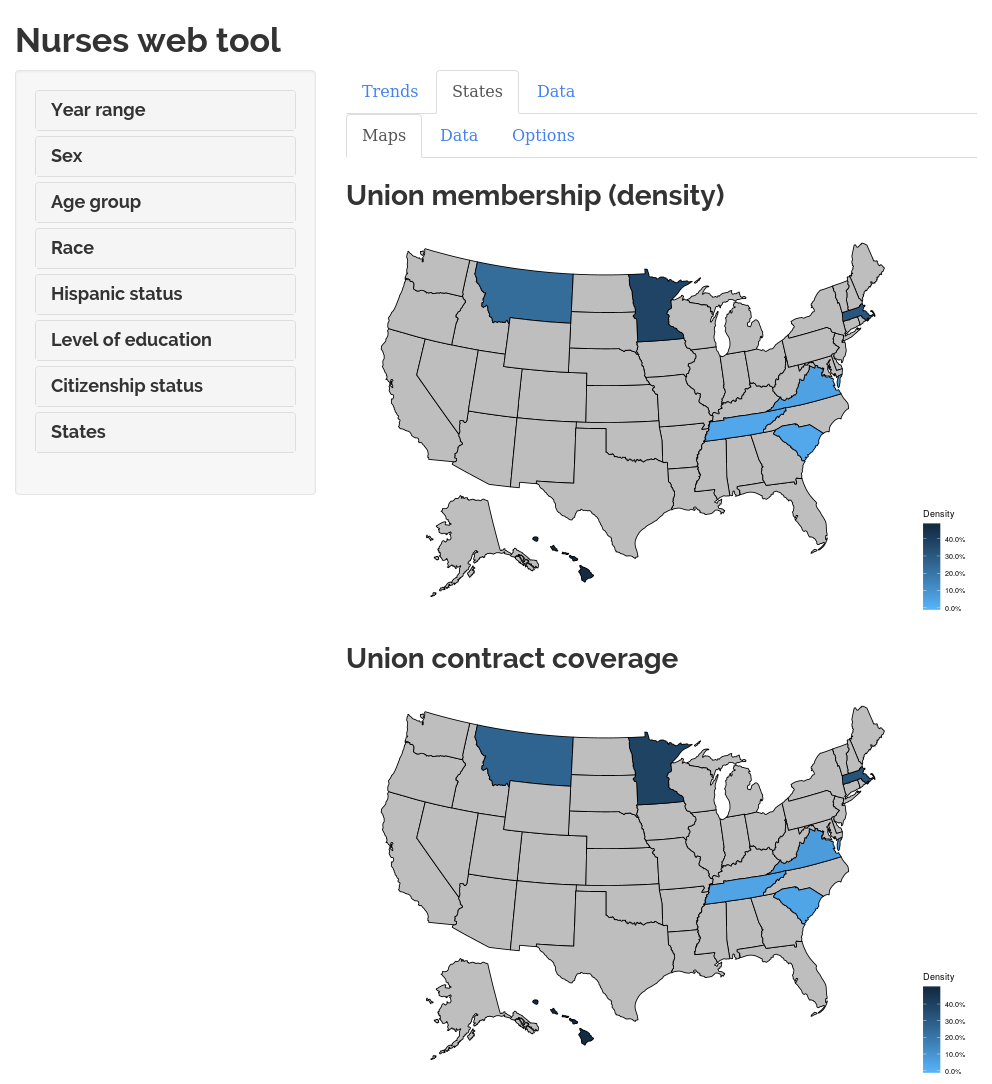 Nurses web tool
Year range
Sex
Age group
Race
Hispanic status
Level of education
Citizenship status
States
Trends States Data
Maps Data Options
Union membership (density)
Density
40.0%
30.0%
20.0%
10.0%
0.0%
Union contract coverage
Density
40.0%
30.0%
20.0%
10.0%
0.0%